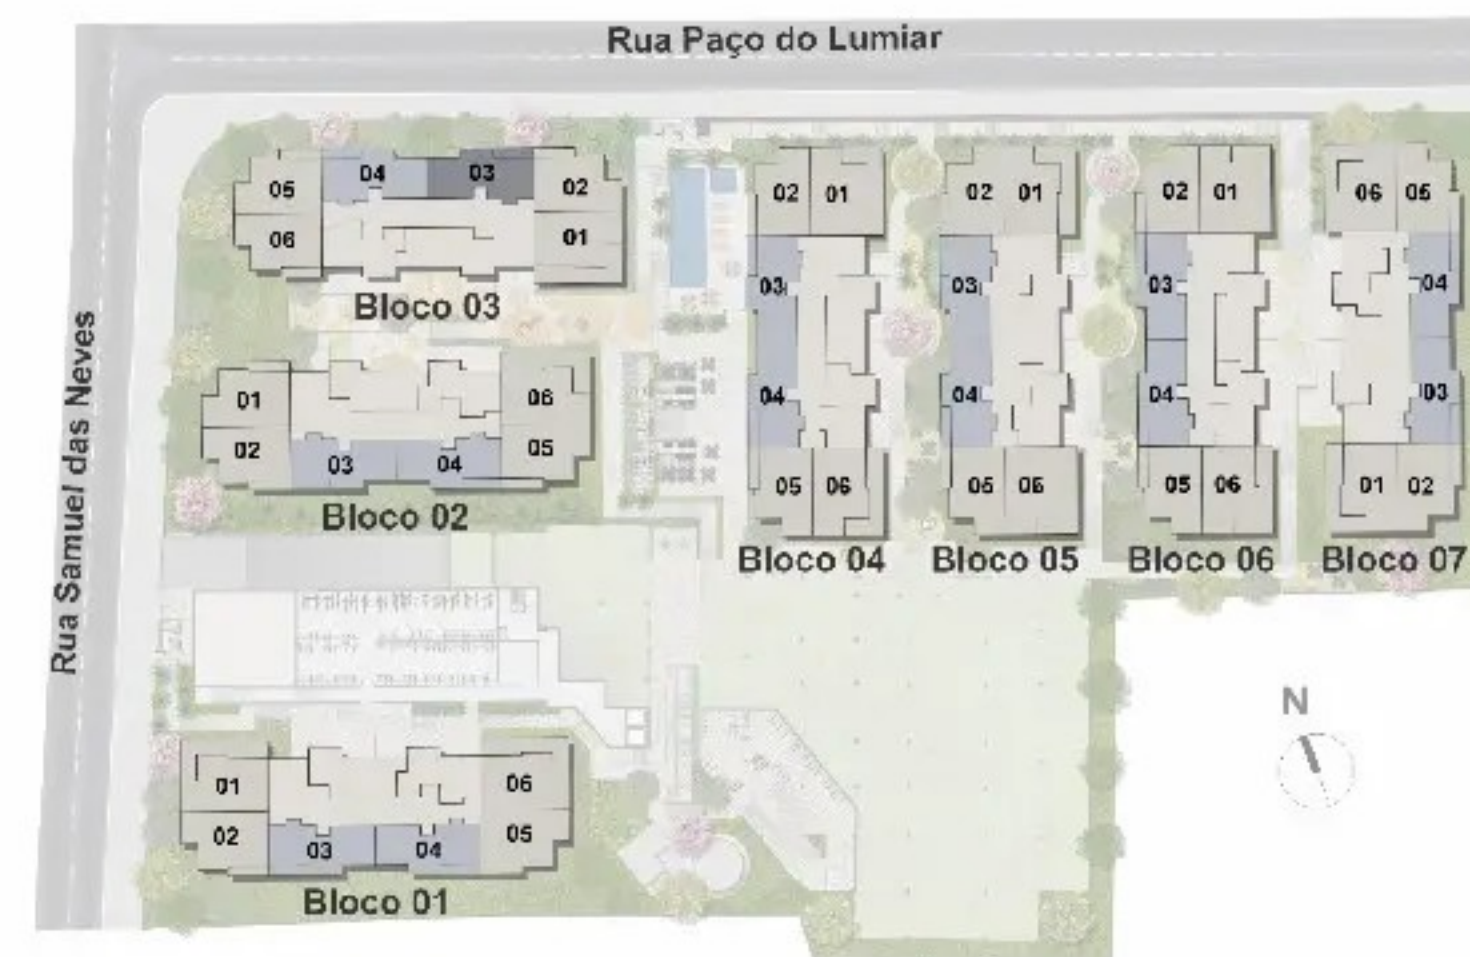 Rua Paço do Lumiar
05 04 03 02
06 01
Bloco 03
02 01
03
04
05 06
Bloco 04
02 01
03
04
05 06
Bloco 05
02 01
03
04
05 06
Bloco 06
06 05
04
03
01 02
Bloco 07
01 06
02 03 04 05
Bloco 02
Rua Samuel das Neves
01 06
02 03 04 05
Bloco 01
N